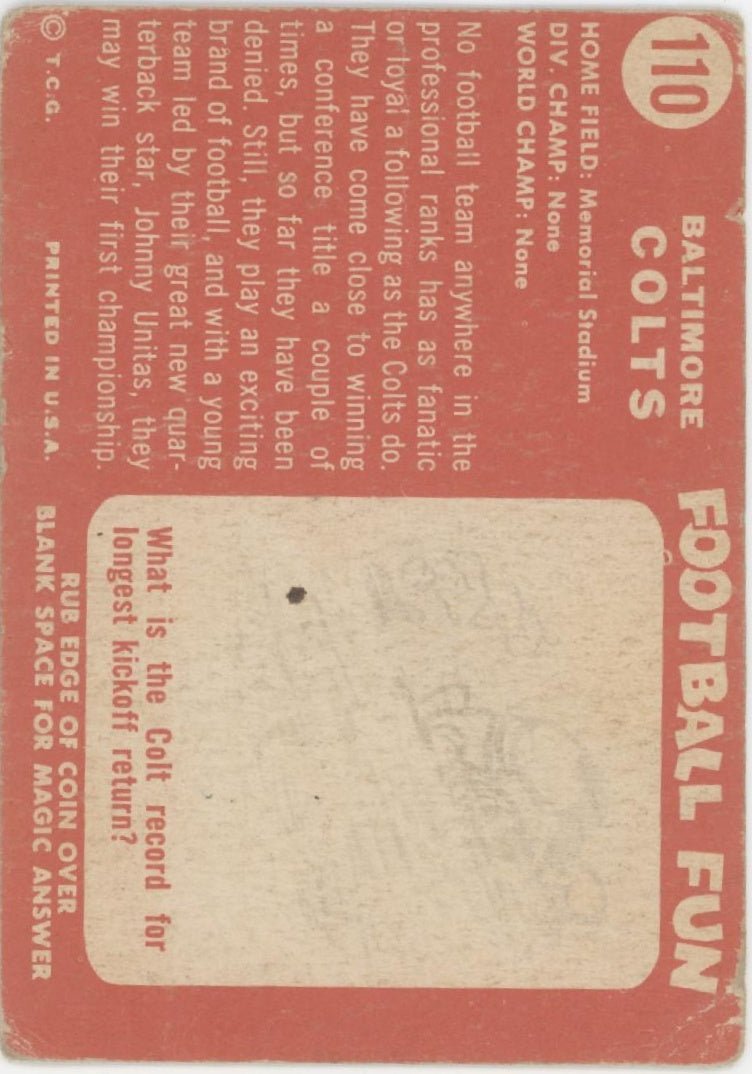 110
BALTIMORE
COLTS
HOME FIELD: Memorial Stadium
DIV. CHAMP: None
WORLD CHAMP: None
No football team anywhere in the
professional ranks has as fanatic
or loyal a following as the Colts do.
They have come close to winning
a conference title a couple of
times, but so far they have been
denied. Still, they play an exciting
brand of football, and with a young
team led by their great new quar-
terback star, Johnny Unitas, they
may win their first championship.
© T.C.G.
PRINTED IN U.S.A.
FOOTBALL FUN
What is the Colt record for
longest kickoff return?
RUB EDGE OF COIN OVER
BLANK SPACE FOR MAGIC ANSWER